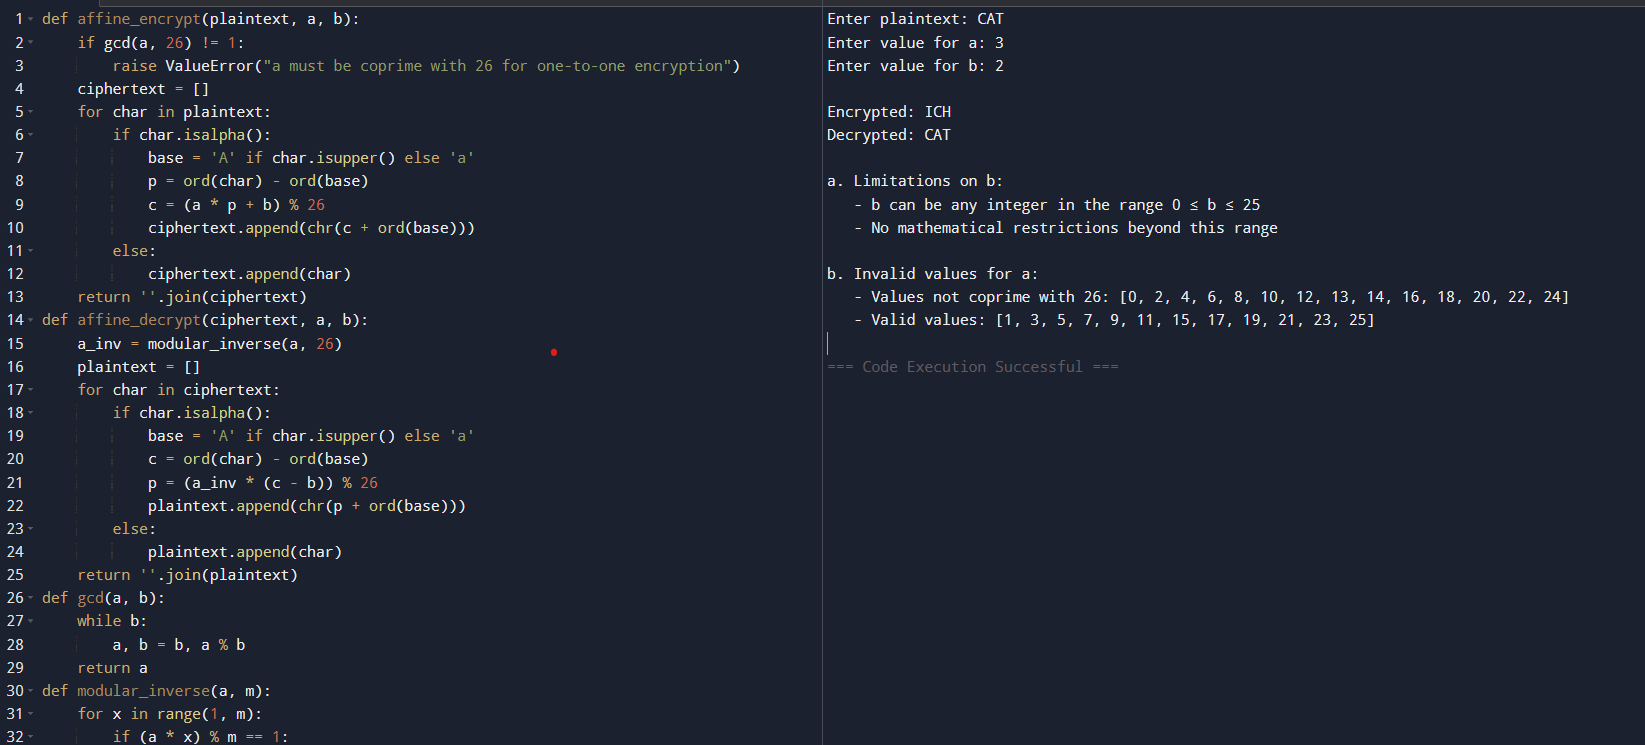 1 def affine_encrypt(plaintext, a, b):
2     if gcd(a, 26) != 1:
3         raise ValueError("a must be coprime with 26 for one-to-one encryption")
4     ciphertext = []
5     for char in plaintext:
6         if char.isalpha():
7             base = 'A' if char.isupper() else 'a'
8             p = ord(char) - ord(base)
9             c = (a * p + b) % 26
10             ciphertext.append(chr(c + ord(base)))
11         else:
12             ciphertext.append(char)
13     return ''.join(ciphertext)
14 def affine_decrypt(ciphertext, a, b):
15     a_inv = modular_inverse(a, 26)
16     plaintext = []
17     for char in ciphertext:
18         if char.isalpha():
19             base = 'A' if char.isupper() else 'a'
20             c = ord(char) - ord(base)
21             p = (a_inv * (c - b)) % 26
22             plaintext.append(chr(p + ord(base)))
23         else:
24             plaintext.append(char)
25     return ''.join(plaintext)
26 def gcd(a, b):
27     while b:
28         a, b = b, a % b
29     return a
30 def modular_inverse(a, m):
31     for x in range(1, m):
32         if (a * x) % m == 1:
Enter plaintext: CAT
Enter value for a: 3
Enter value for b: 2
Encrypted: ICH
Decrypted: CAT
a. Limitations on b:
   - b can be any integer in the range 0 ≤ b ≤ 25
   - No mathematical restrictions beyond this range
b. Invalid values for a:
   - Values not coprime with 26: [0, 2, 4, 6, 8, 10, 12, 13, 14, 16, 18, 20, 22, 24]
   - Valid values: [1, 3, 5, 7, 9, 11, 15, 17, 19, 21, 23, 25]
=== Code Execution Successful ===